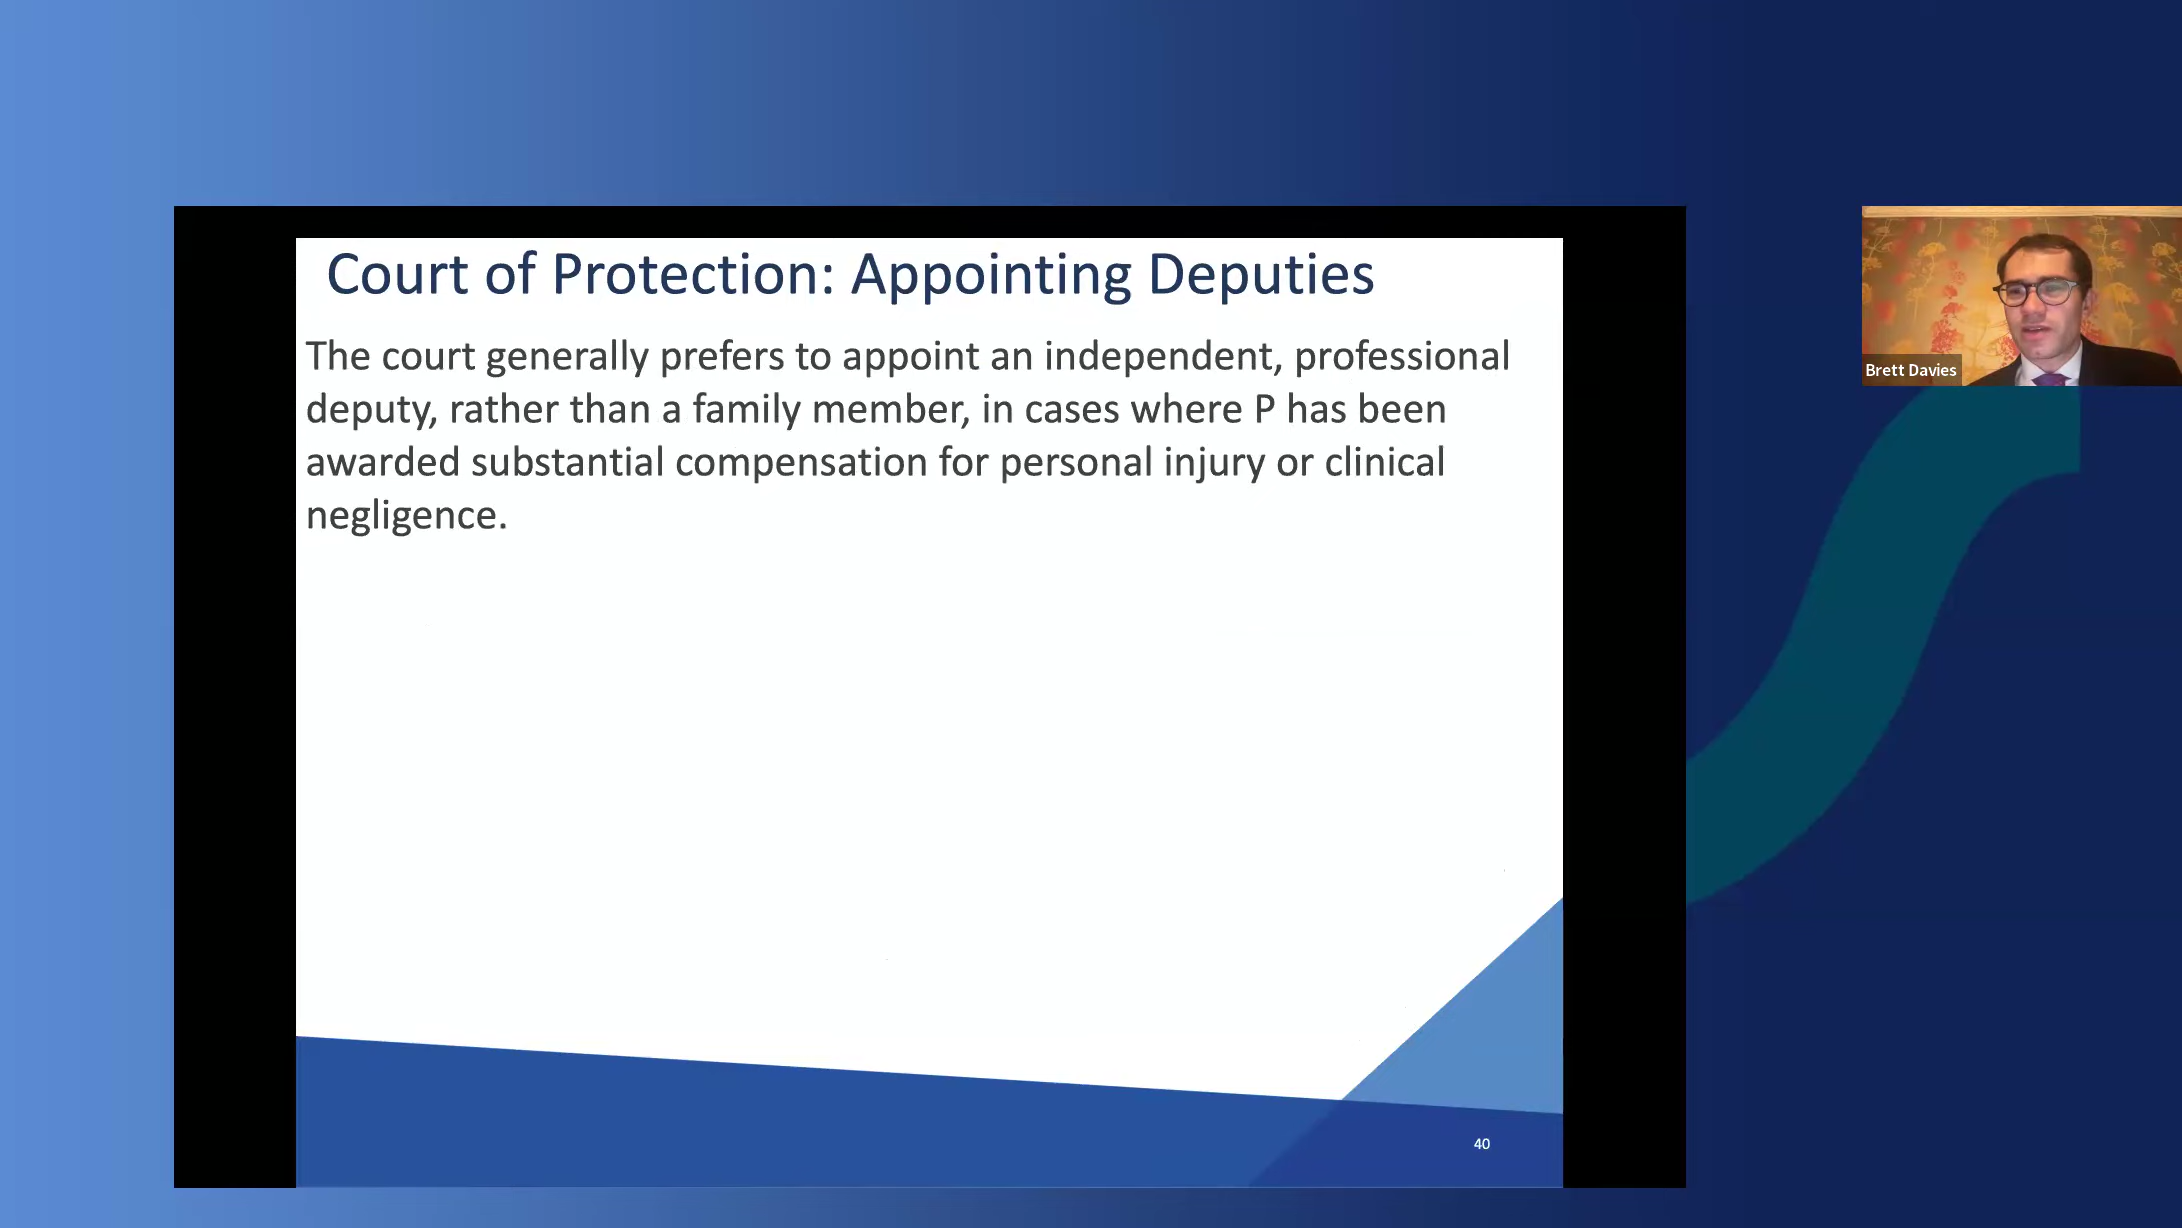 Court of Protection: Appointing Deputies
The court generally prefers to appoint an independent, professional
deputy, rather than a family member, in cases where P has been
awarded substantial compensation for personal injury or clinical
negligence.
Brett Davies
40